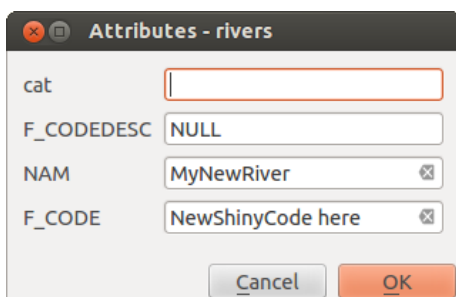 Attributes - rivers
cat
F_CODEDESC NULL
NAM MyNewRiver
F_CODE NewShinyCode here
Cancel OK